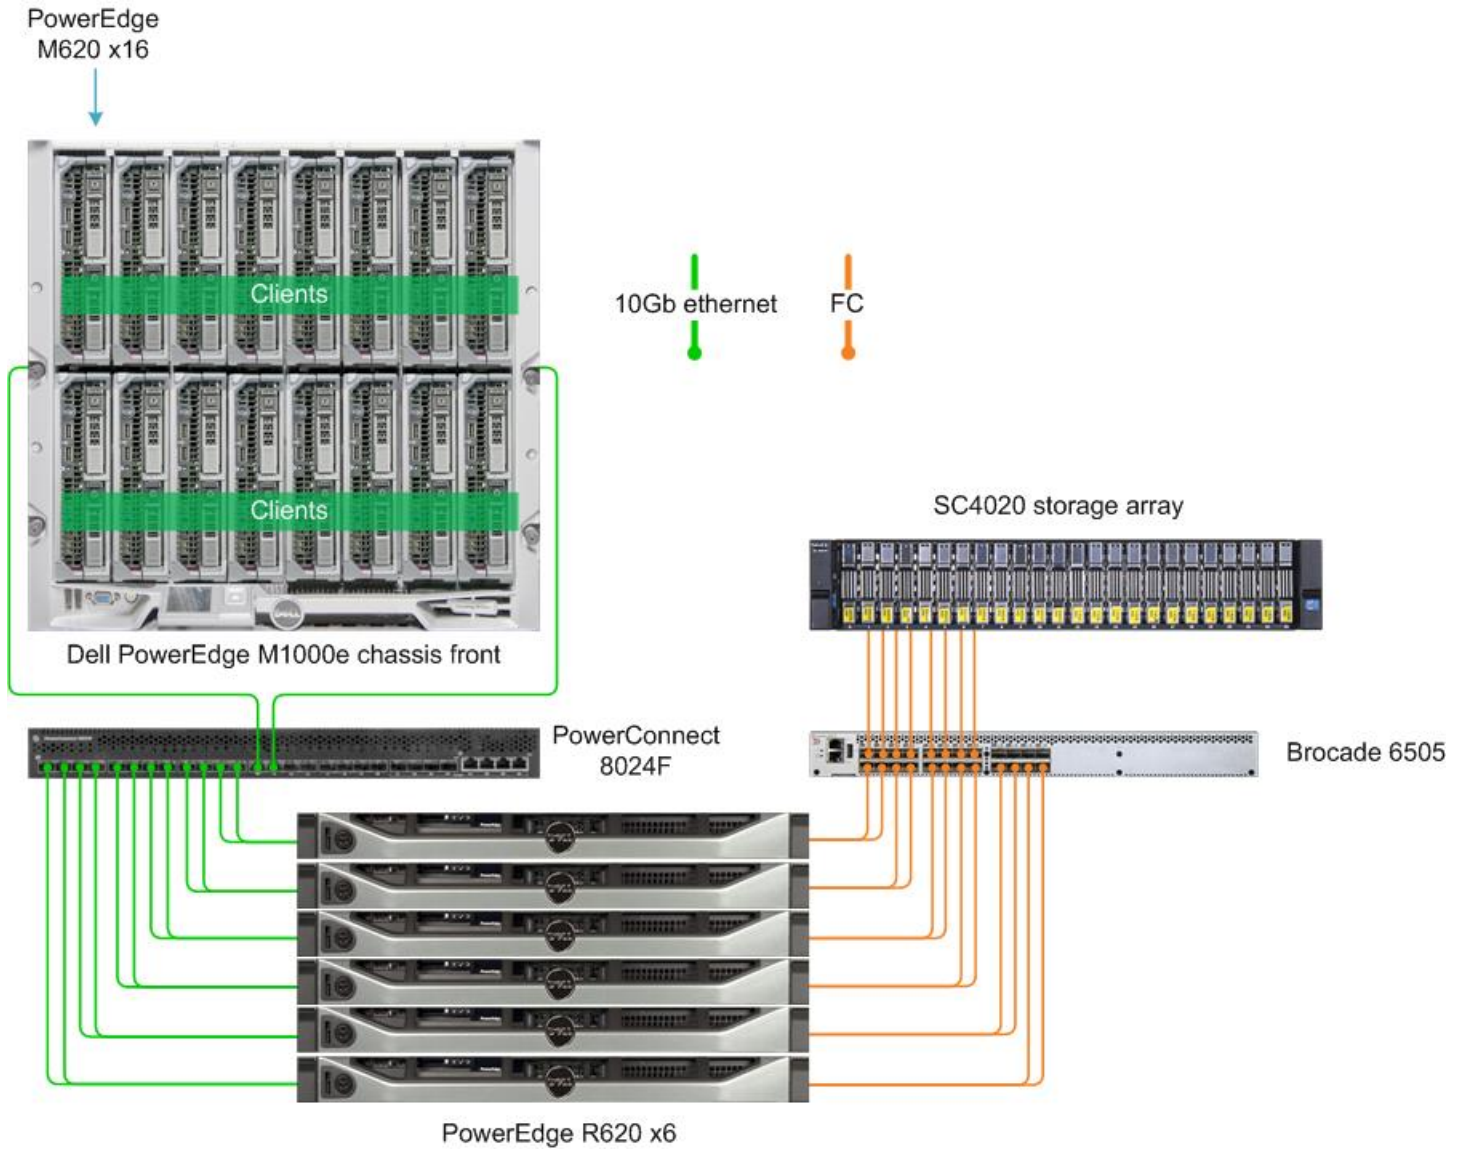 PowerEdge
M620 x16
Clients
10Gb ethernet
FC
Clients
SC4020 storage array
Dell PowerEdge M1000e chassis front
PowerConnect
8024F
Brocade 6505
PowerEdge R620 x6